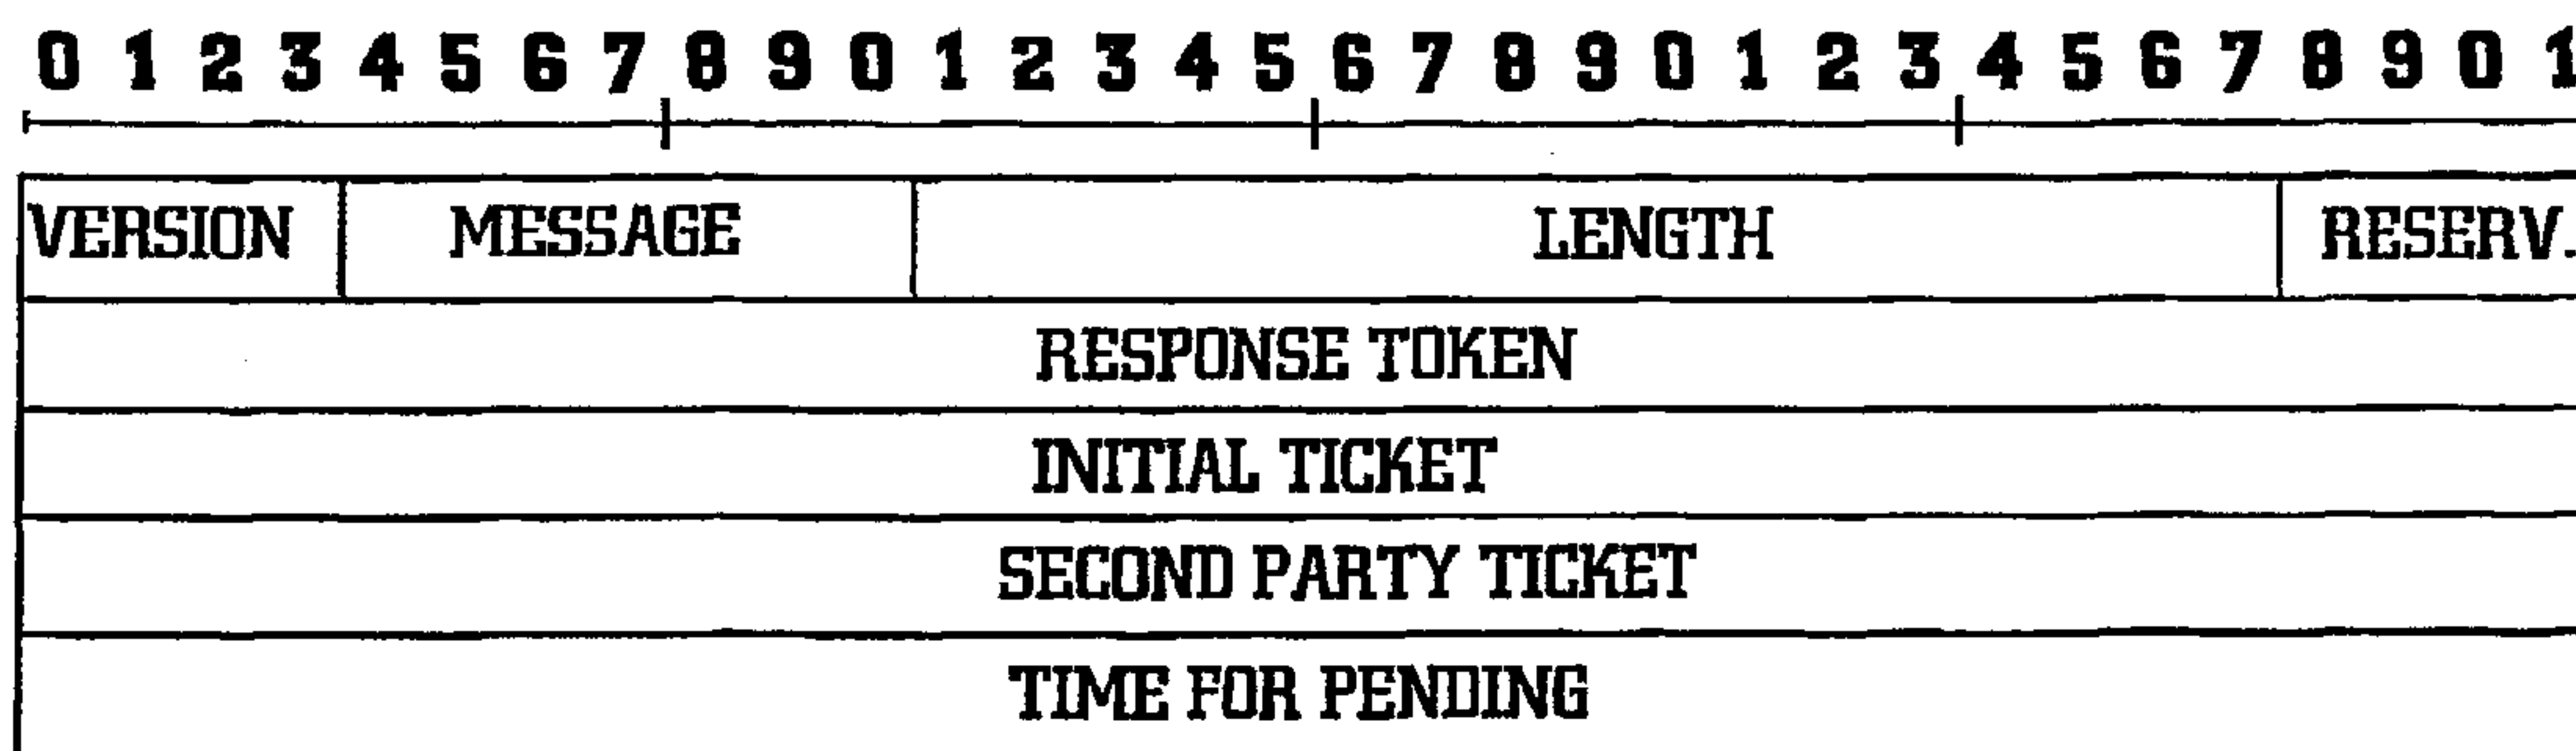 0 1 2 3 4 5 6 7 8 9 0 1 2 3 4 5 6 7 8 9 0 1 2 3 4 5 6 7 8 9 0 1
VERSION MESSAGE LENGTH RESERV.
RESPONSE TOKEN
INITIAL TICKET
SECOND PARTY TICKET
TIME FOR PENDING